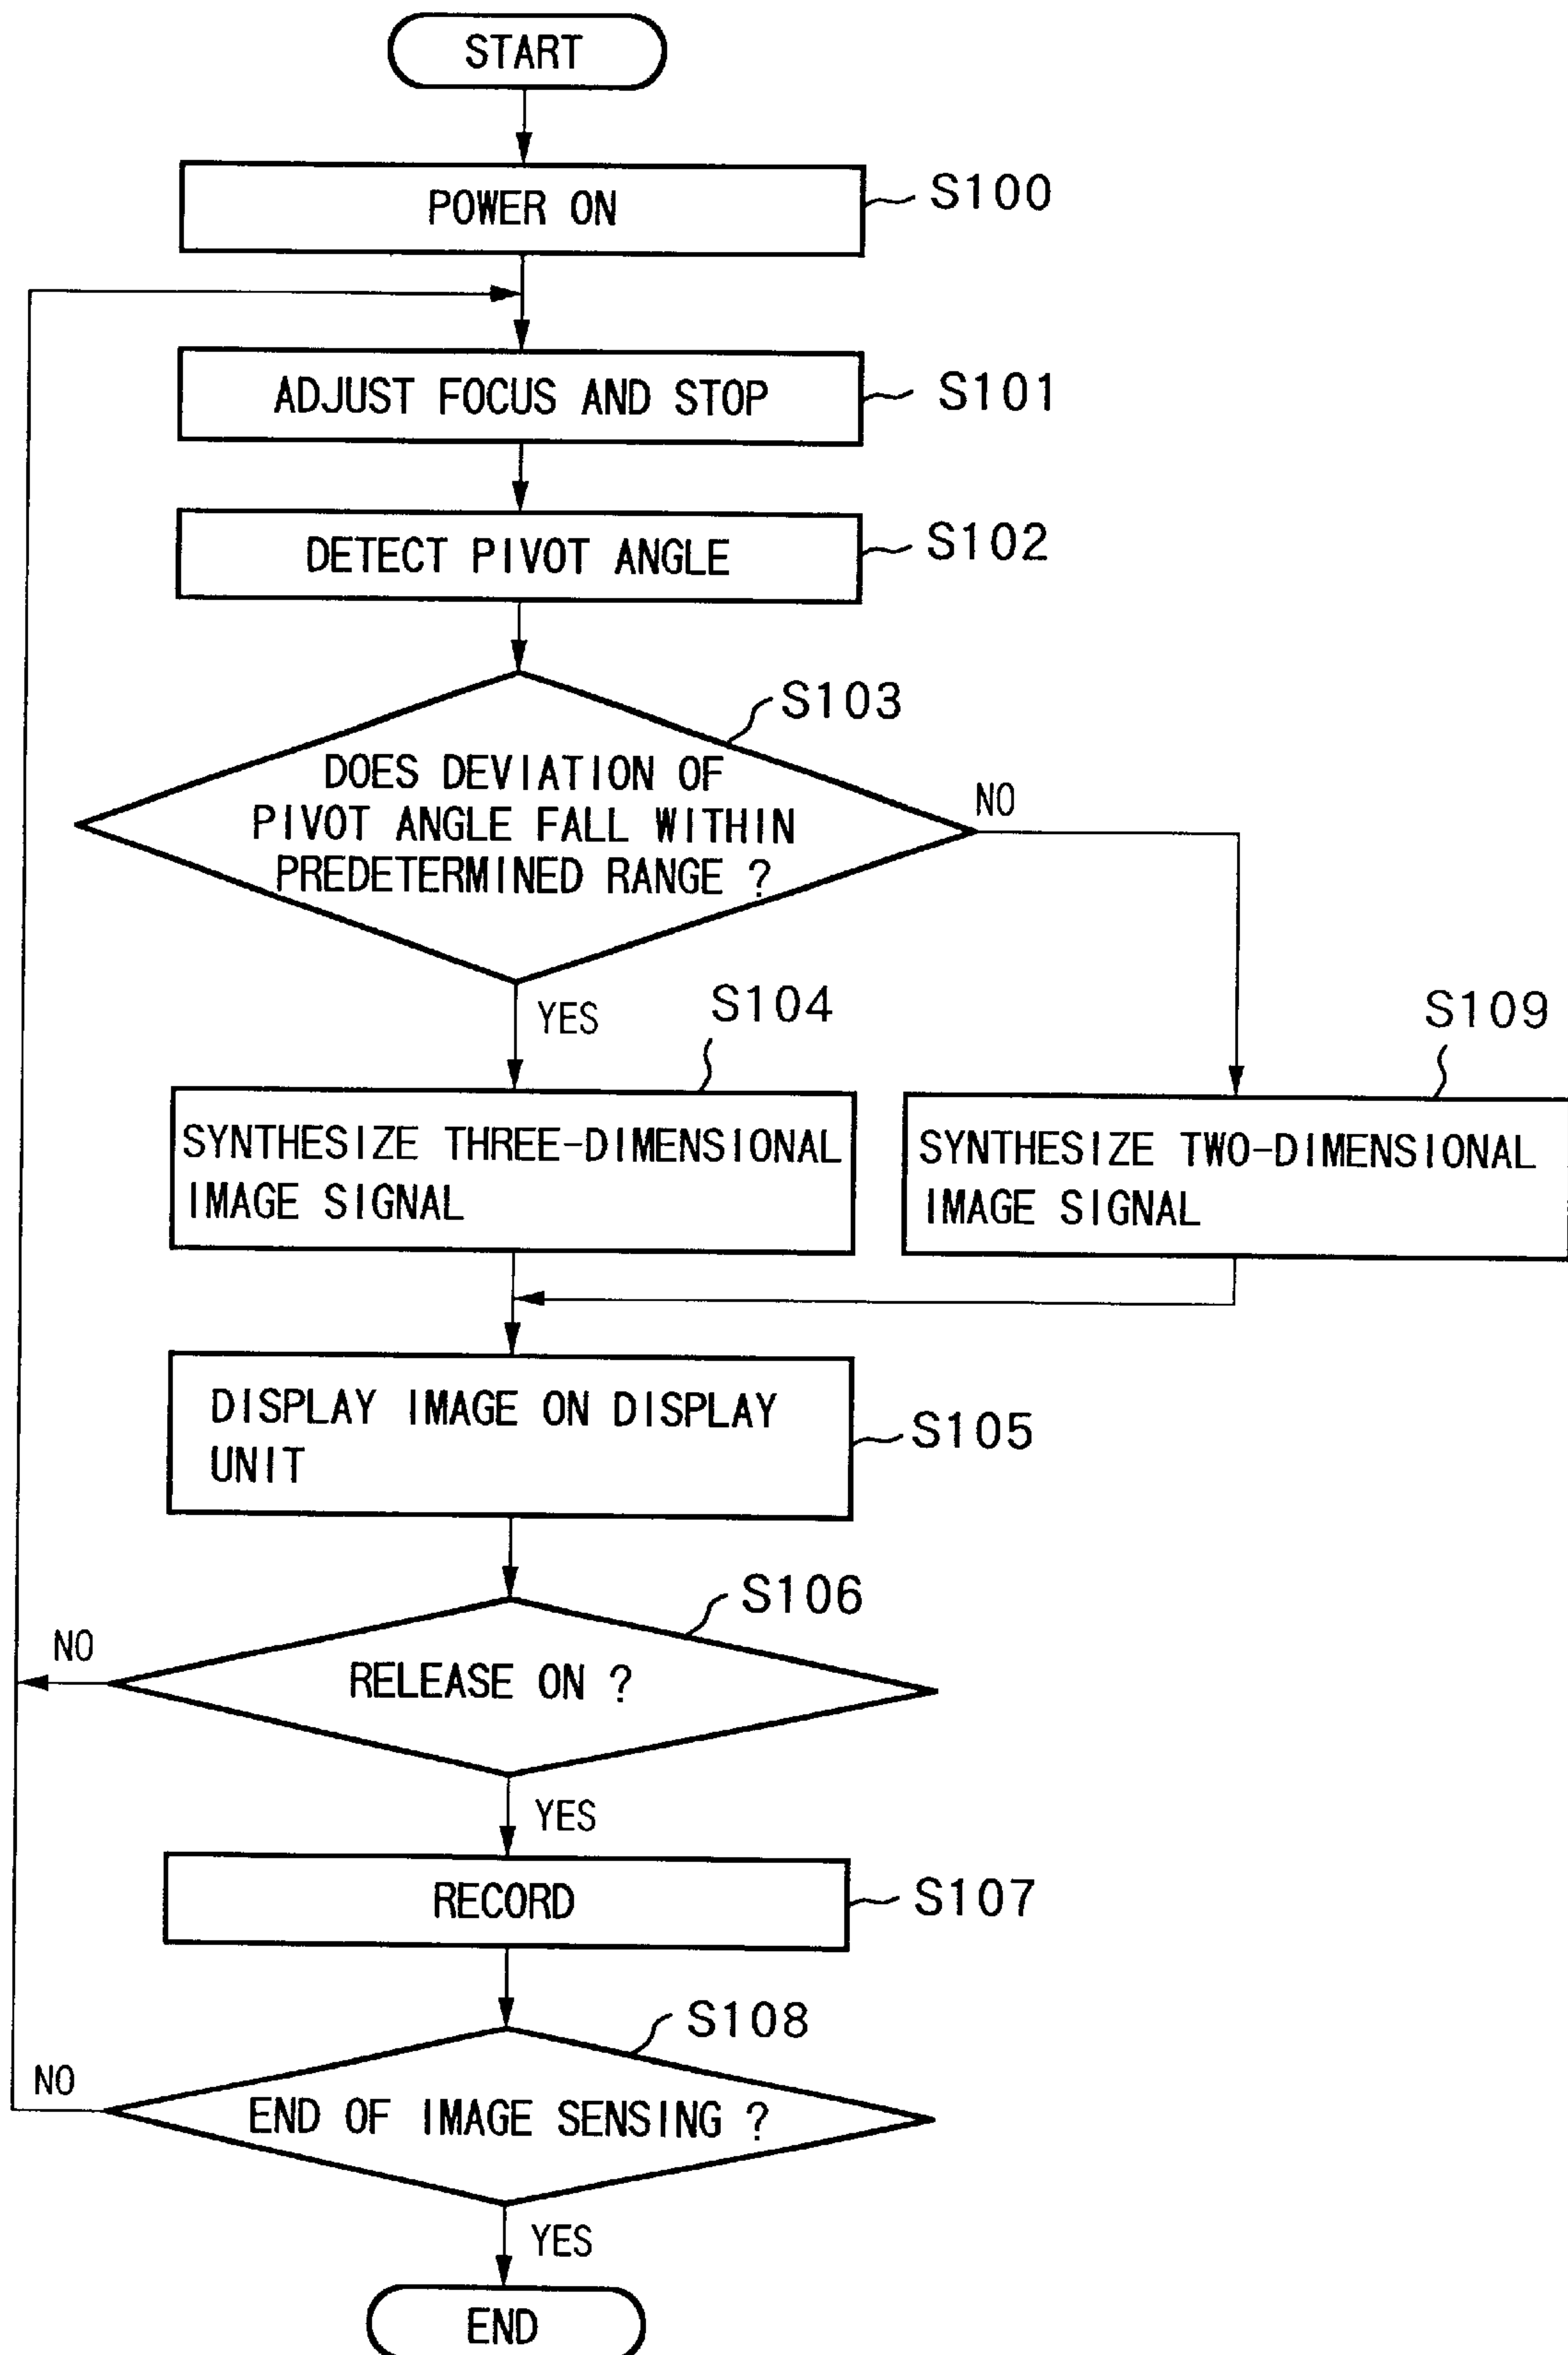 START
POWER ON
S100
ADJUST FOCUS AND STOP
S101
DETECT PIVOT ANGLE
S102
S103
DOES DEVIATION OF
PIVOT ANGLE FALL WITHIN
PREDETERMINED RANGE ?
NO
YES
S104
S109
SYNTHESIZE THREE-DIMENSIONAL
IMAGE SIGNAL
SYNTHESIZE TWO-DIMENSIONAL
IMAGE SIGNAL
DISPLAY IMAGE ON DISPLAY
UNIT
S105
S106
NO
RELEASE ON ?
YES
RECORD
S107
S108
NO
END OF IMAGE SENSING ?
YES
END